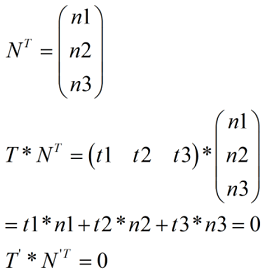 N^T = (n1
n2
n3)
T * N^T = (t1 t2 t3) * (n1
n2
n3)
= t1 * n1 + t2 * n2 + t3 * n3 = 0
T' * N'^T = 0